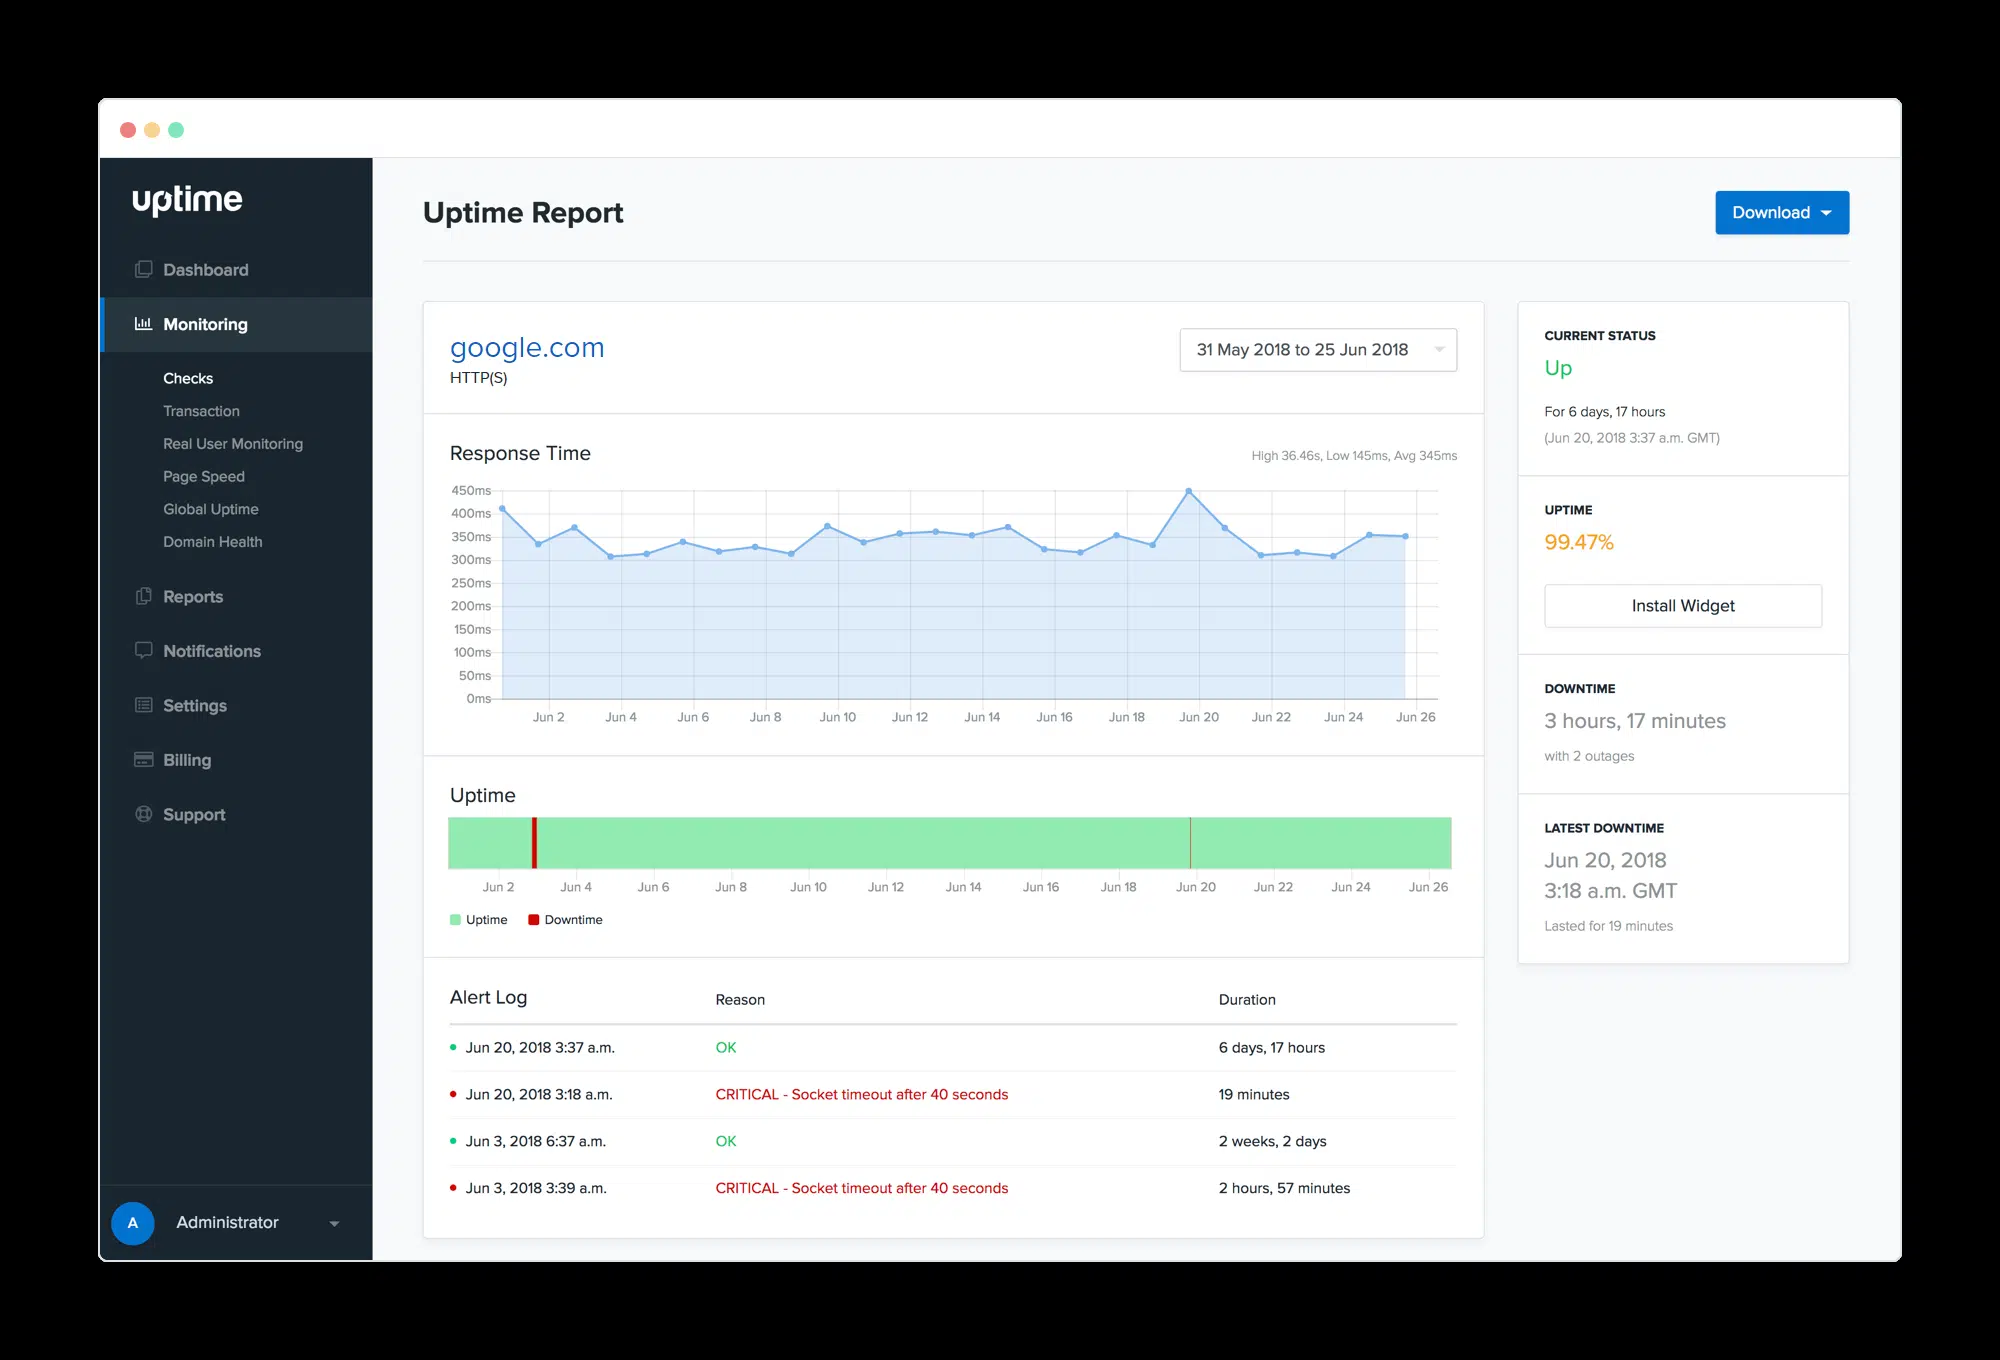 uptime
Dashboard
Monitoring
Checks
Transaction
Real User Monitoring
Page Speed
Global Uptime
Domain Health
Reports
Notifications
Settings
Billing
Support
A Administrator
Uptime Report
Download
google.com
HTTP(S)
31 May 2018 to 25 Jun 2018
Response Time
High 36.46s, Low 145ms, Avg 345ms
450ms
400ms
350ms
300ms
250ms
200ms
150ms
100ms
50ms
0ms
Jun 2 Jun 4 Jun 6 Jun 8 Jun 10 Jun 12 Jun 14 Jun 16 Jun 18 Jun 20 Jun 22 Jun 24 Jun 26
Uptime
Jun 2 Jun 4 Jun 6 Jun 8 Jun 10 Jun 12 Jun 14 Jun 16 Jun 18 Jun 20 Jun 22 Jun 24 Jun 26
Uptime Downtime
Alert Log Reason Duration
Jun 20, 2018 3:37 a.m. OK 6 days, 17 hours
Jun 20, 2018 3:18 a.m. CRITICAL - Socket timeout after 40 seconds 19 minutes
Jun 3, 2018 6:37 a.m. OK 2 weeks, 2 days
Jun 3, 2018 3:39 a.m. CRITICAL - Socket timeout after 40 seconds 2 hours, 57 minutes
CURRENT STATUS
Up
For 6 days, 17 hours
(Jun 20, 2018 3:37 a.m. GMT)
UPTIME
99.47%
Install Widget
DOWNTIME
3 hours, 17 minutes
with 2 outages
LATEST DOWNTIME
Jun 20, 2018
3:18 a.m. GMT
Lasted for 19 minutes